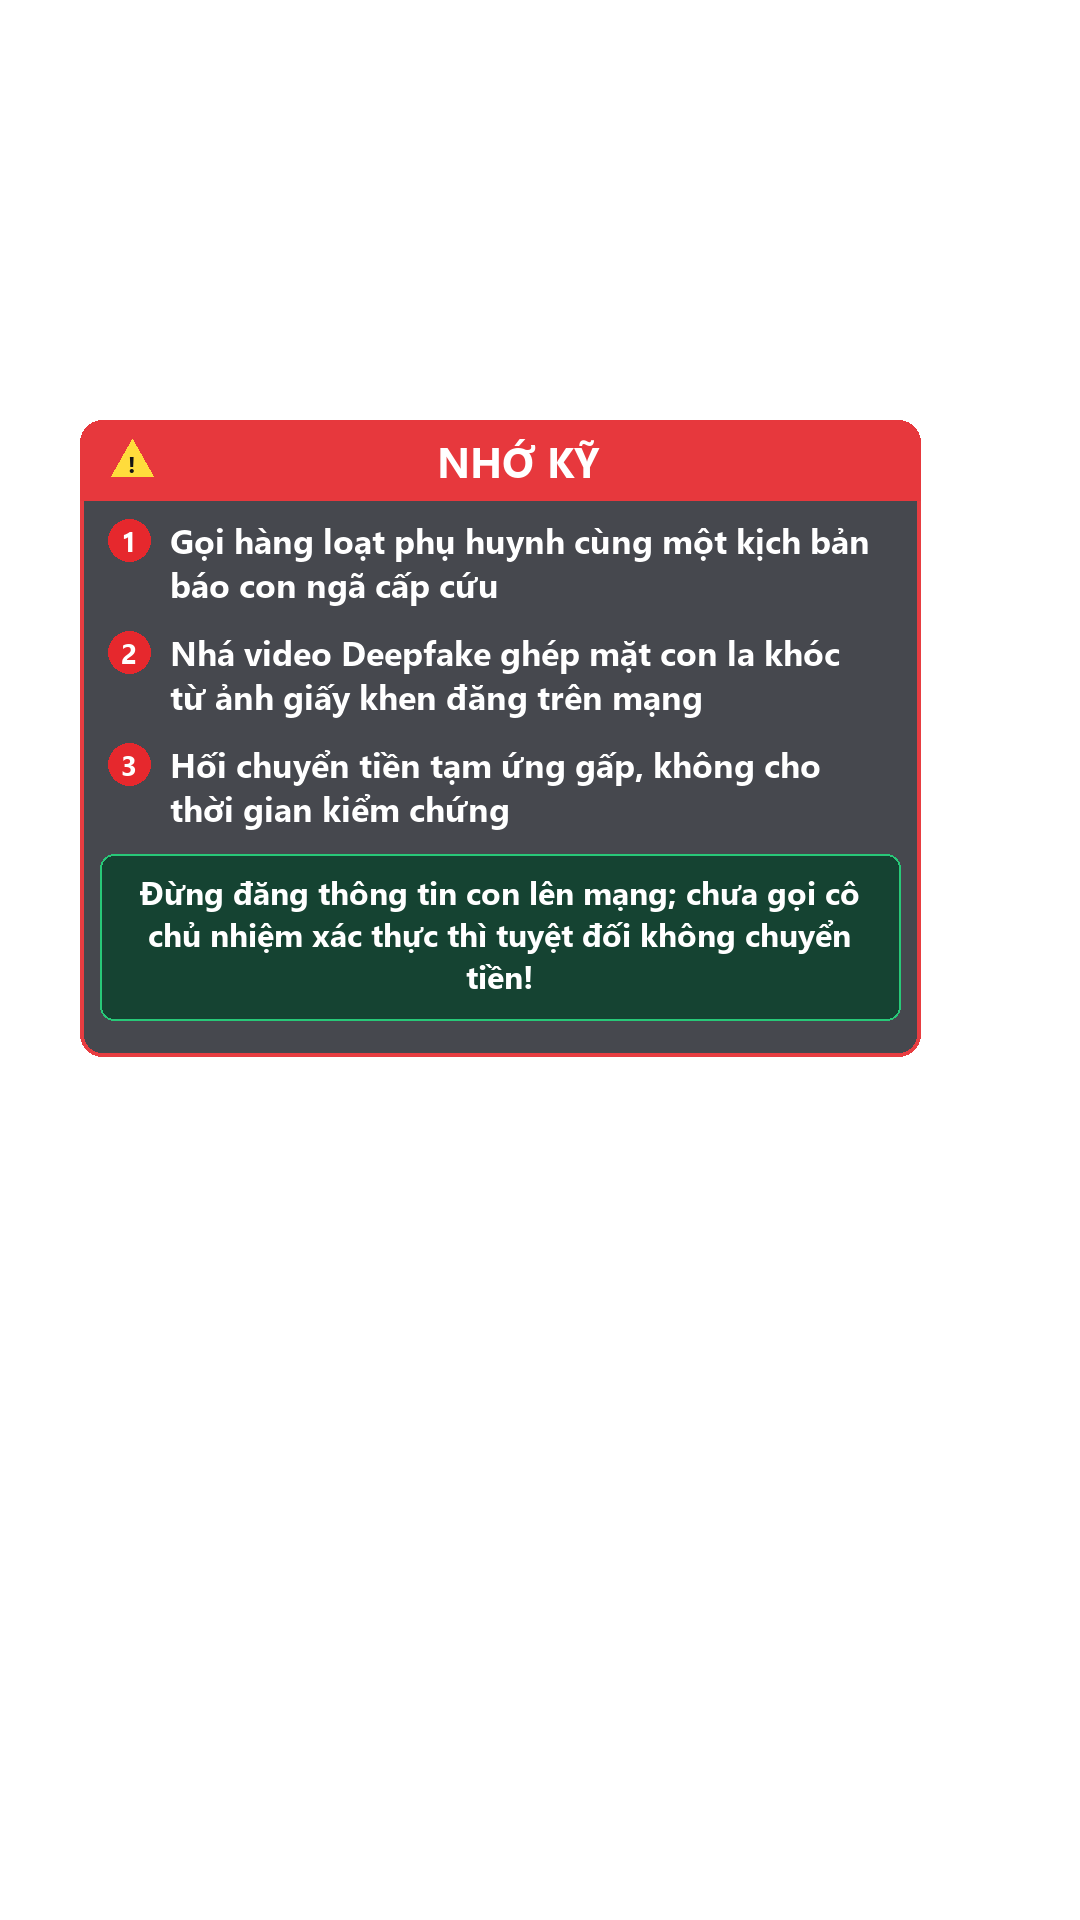 !
NHỚ KỸ
1 Gọi hàng loạt phụ huynh cùng một kịch bản
báo con ngã cấp cứu
2 Nhá video Deepfake ghép mặt con la khóc
từ ảnh giấy khen đăng trên mạng
3 Hối chuyển tiền tạm ứng gấp, không cho
thời gian kiểm chứng
Đừng đăng thông tin con lên mạng; chưa gọi cô
chủ nhiệm xác thực thì tuyệt đối không chuyển
tiền!